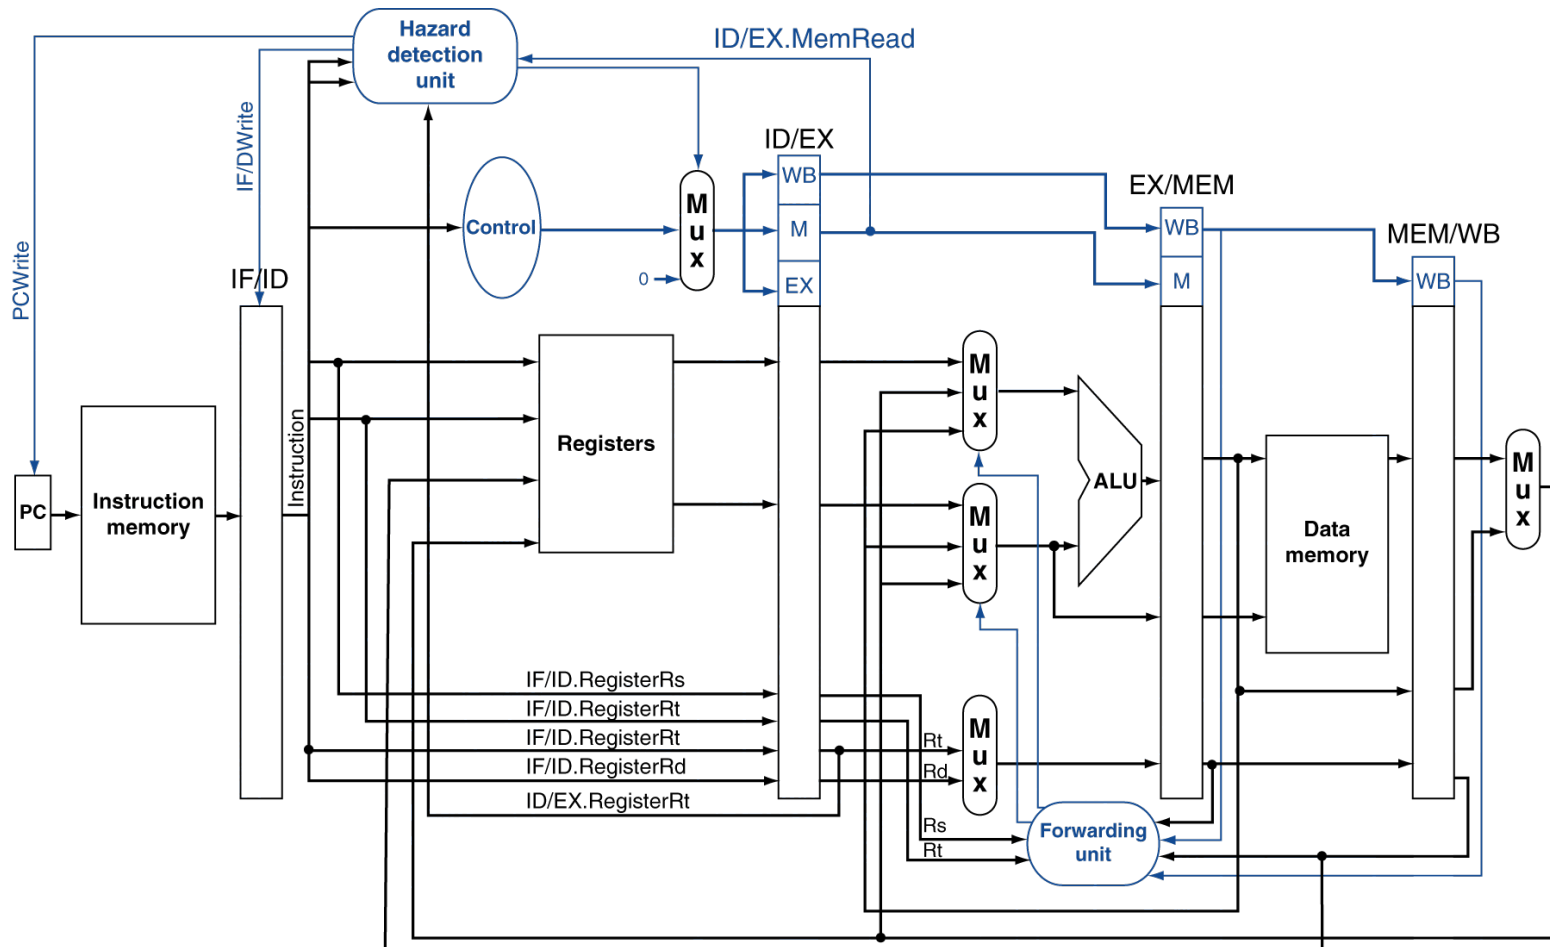 Hazard
detection
unit
ID/EX.MemRead
IF/DWrite
ID/EX
WB
EX/MEM
M
u
x
Control
M
WB
MEM/WB
PCWrite
IF/ID
0
EX
M
WB
M
u
x
Instruction
Registers
M
u
x
PC
Instruction
memory
ALU
M
u
x
Data
memory
IF/ID.RegisterRs
IF/ID.RegisterRt
IF/ID.RegisterRt
IF/ID.RegisterRd
ID/EX.RegisterRt
Rt
Rd
M
u
x
Rs
Rt
Forwarding
unit